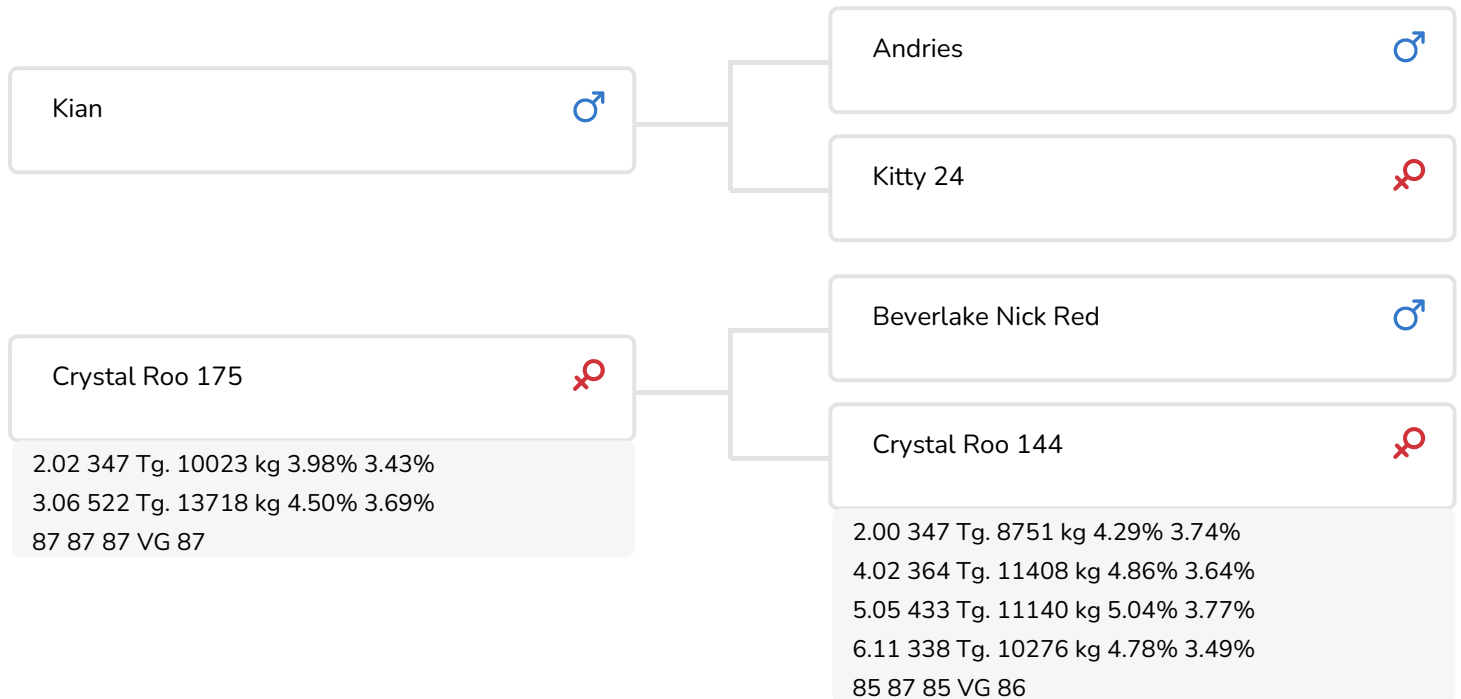 Kian
Crystal Roo 175
2.02 347 Tg. 10023 kg 3.98% 3.43%
3.06 522 Tg. 13718 kg 4.50% 3.69%
87 87 87 VG 87
Andries
Kitty 24
Beverlake Nick Red
Crystal Roo 144
2.00 347 Tg. 8751 kg 4.29% 3.74%
4.02 364 Tg. 11408 kg 4.86% 3.64%
5.05 433 Tg. 11140 kg 5.04% 3.77%
6.11 338 Tg. 10276 kg 4.78% 3.49%
85 87 85 VG 86